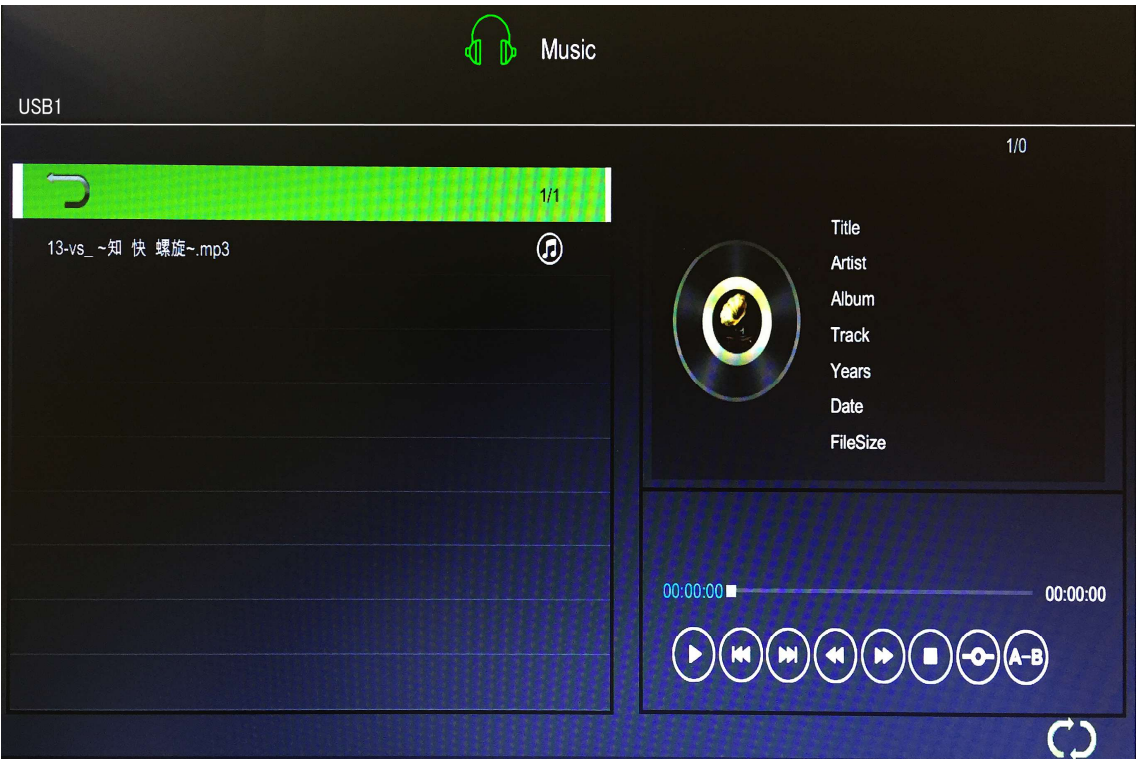 Music
USB1
1/0
1/1
13-vs_ ~知 快 螺旋~.mp3
Title
Artist
Album
Track
Years
Date
FileSize
00:00:00
00:00:00
A-B